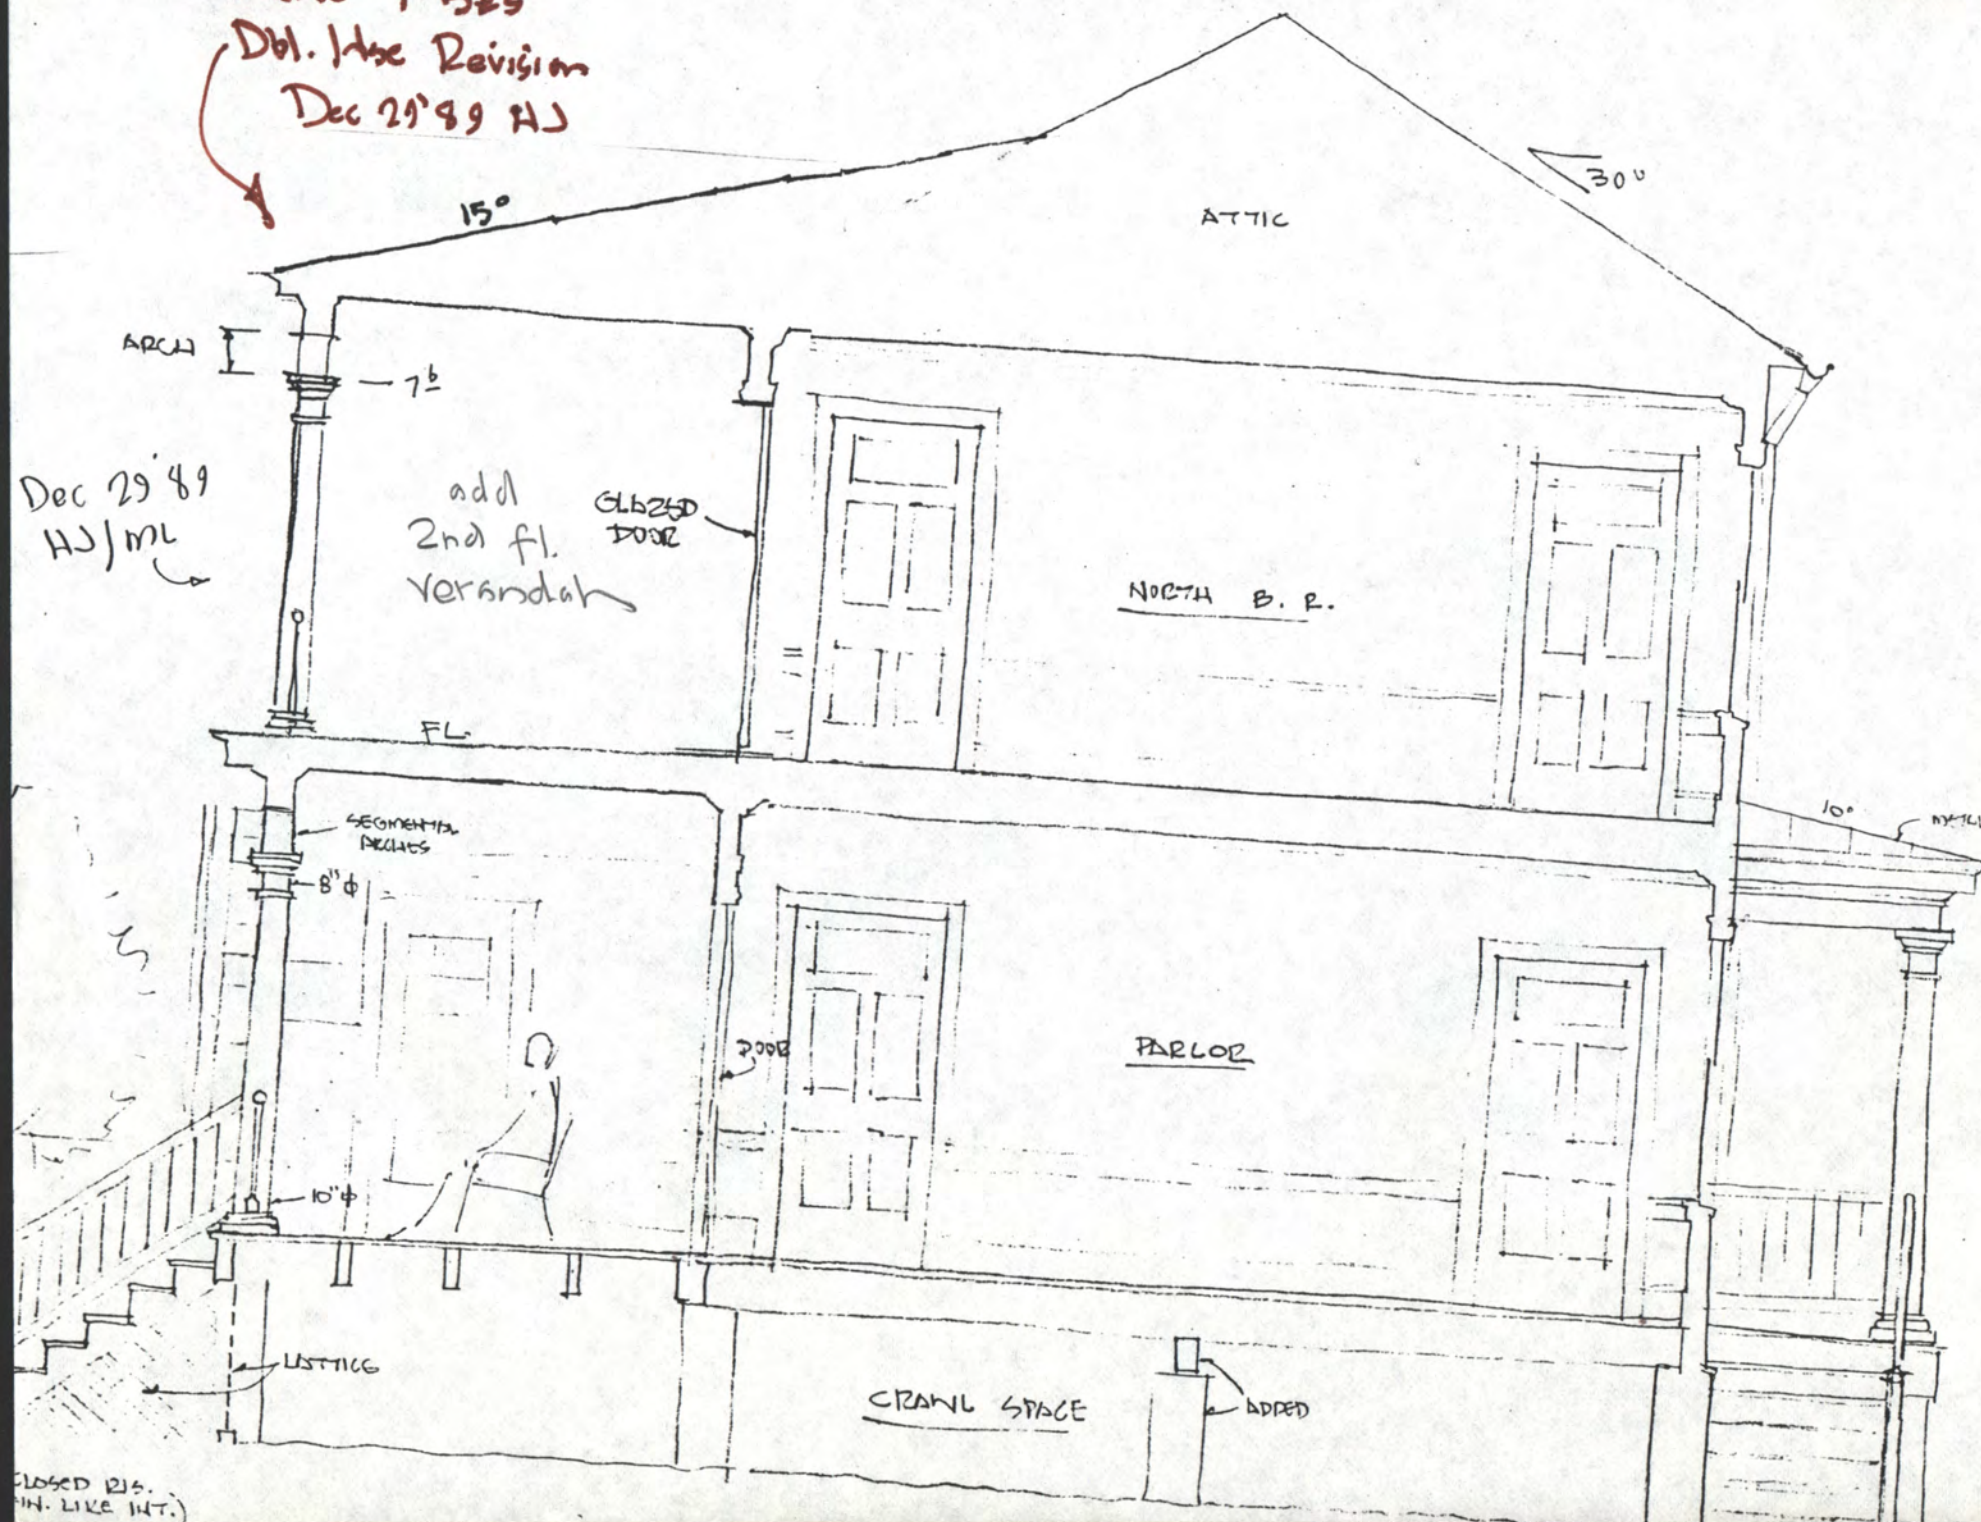 Dbl. Hse Revision
Dec 29'89 HJ
15°
30°
ATTIC
ARCH
7 6
Dec 29'89
HJ/ML
add
2nd fl.
verandah
GLAZED
DOOR
NORTH B. R.
FL.
SEGMENTAL
ARCHES
8" φ
10°
DOOR
PARLOR
10" φ
LATTICE
CRAWL SPACE
ADDED
CLOSED RIS.
FIN. LIKE INT.)